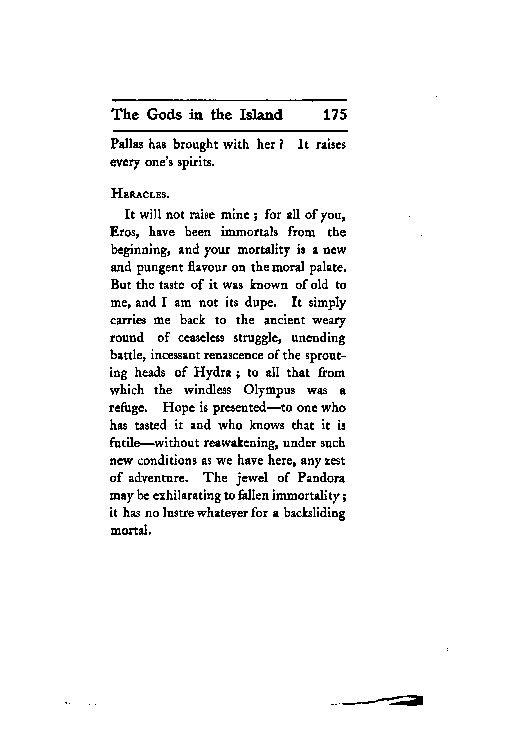 The Gods in the Island 175
Pallas has brought with her? It raises
every one's spirits.
HERACLES.
It will not raise mine; for all of you,
Eros, have been immortals from the
beginning, and your mortality is a new
and pungent flavour on the moral palate.
But the taste of it was known of old to
me, and I am not its dupe. It simply
carries me back to the ancient weary
round of ceaseless struggle, unending
battle, incessant renascence of the sprout-
ing heads of Hydra; to all that from
which the windless Olympus was a
refuge. Hope is presented—to one who
has tasted it and who knows that it is
futile—without reawakening, under such
new conditions as we have here, any zest
of adventure. The jewel of Pandora
may be exhilarating to fallen immortality;
it has no lustre whatever for a backsliding
mortal.